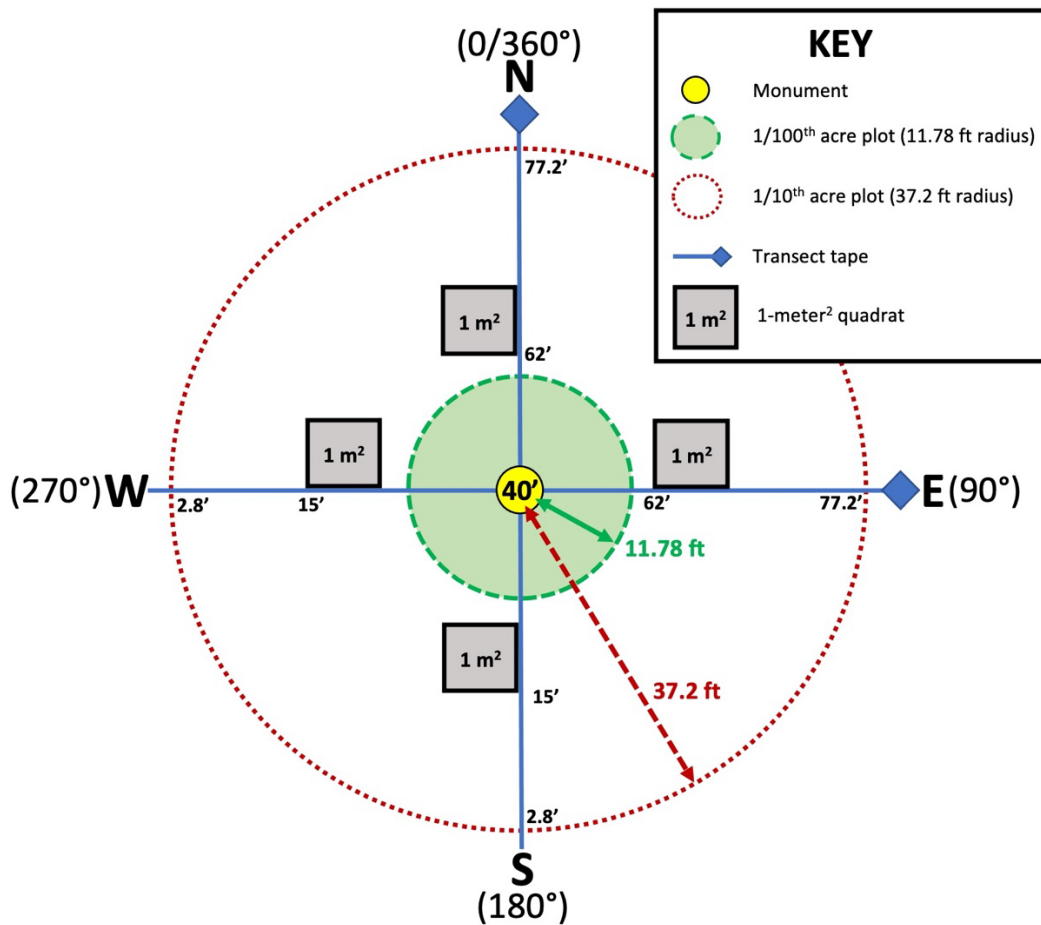 (0/360°)
N
77.2’
1 m²
62’
(270°) W
2.8’
15’
1 m²
40’
1 m²
62’
77.2’
E (90°)
11.78 ft
1 m²
15’
37.2 ft
2.8’
S
(180°)
KEY
Monument
1/100th acre plot (11.78 ft radius)
1/10th acre plot (37.2 ft radius)
Transect tape
1 m²
1-meter² quadrat